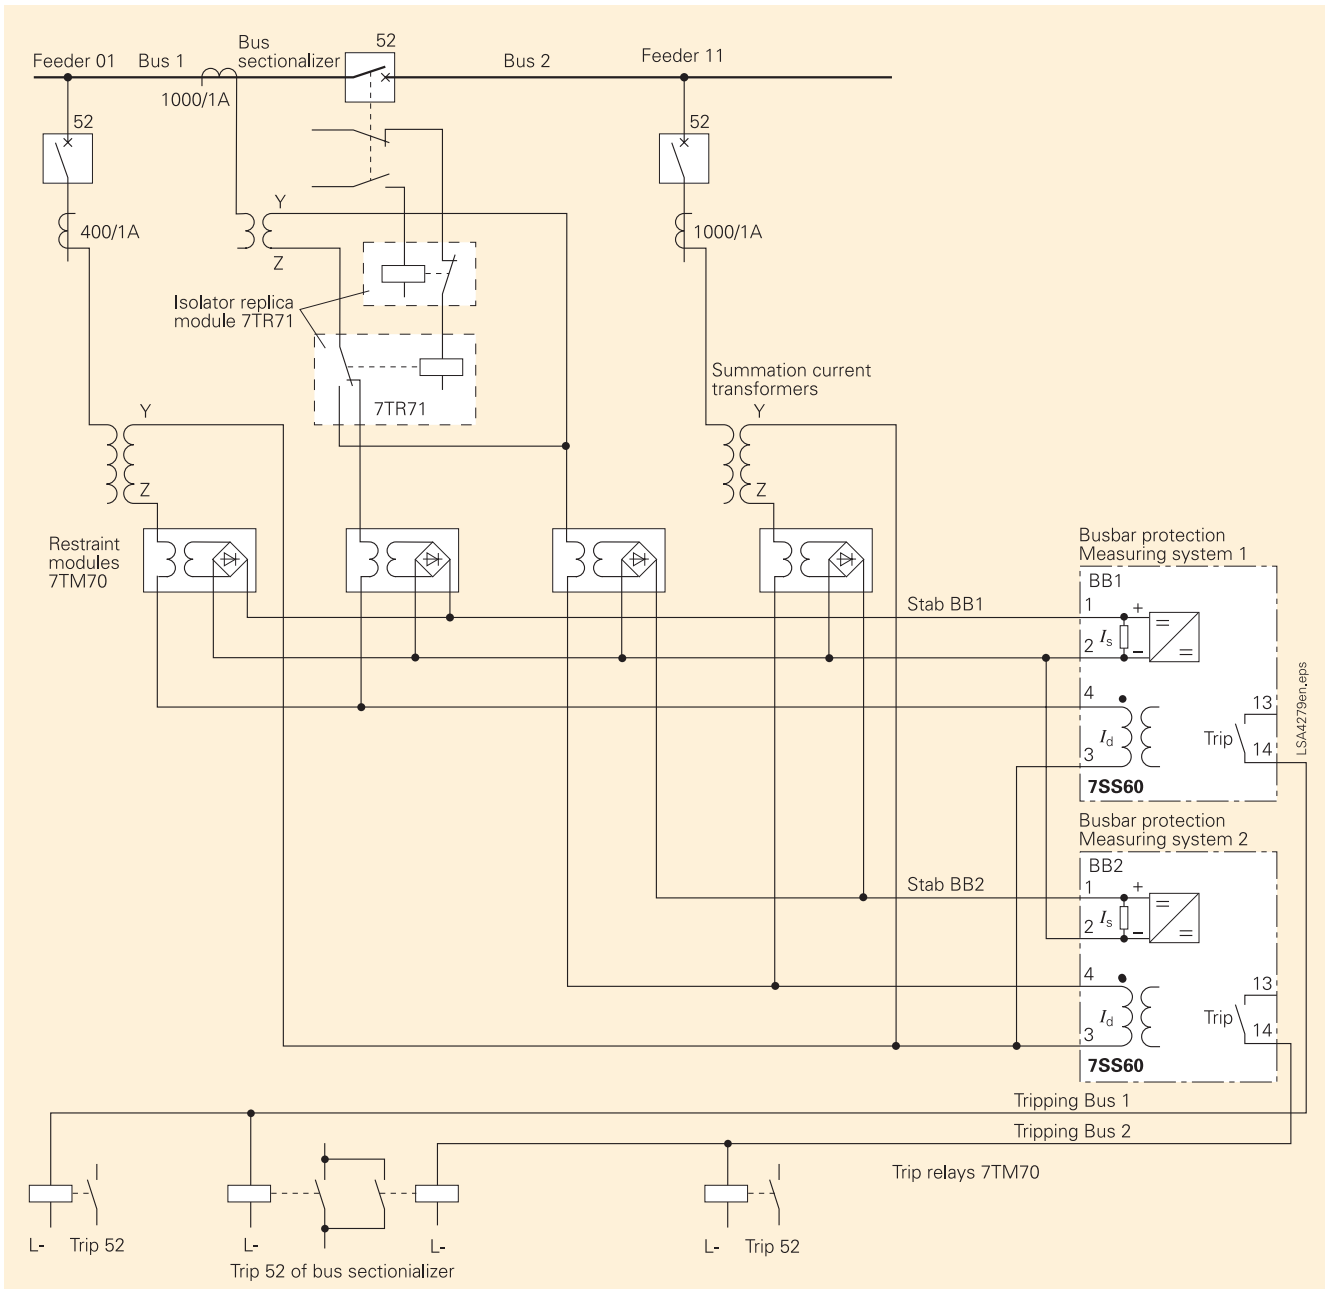 52
Bus
sectionalizer
Feeder 01
Bus 1
Bus 2
Feeder 11
1000/1A
52
52
400/1A
Y
Z
1000/1A
Isolator replica
module 7TR71
7TR71
Summation current
transformers
Y
Z
Y
Z
Restraint
modules
7TM70
Busbar protection
Measuring system 1
BB1
Stab BB1
1
+
Is
2
–
4
Id
3
Trip
13
14
7SS60
LSA4279en.eps
Busbar protection
Measuring system 2
BB2
Stab BB2
1
+
Is
2
–
4
Id
3
Trip
13
14
7SS60
Tripping Bus 1
Tripping Bus 2
Trip relays 7TM70
L-
Trip 52
L-
L-
L-
Trip 52
Trip 52 of bus sectionializer